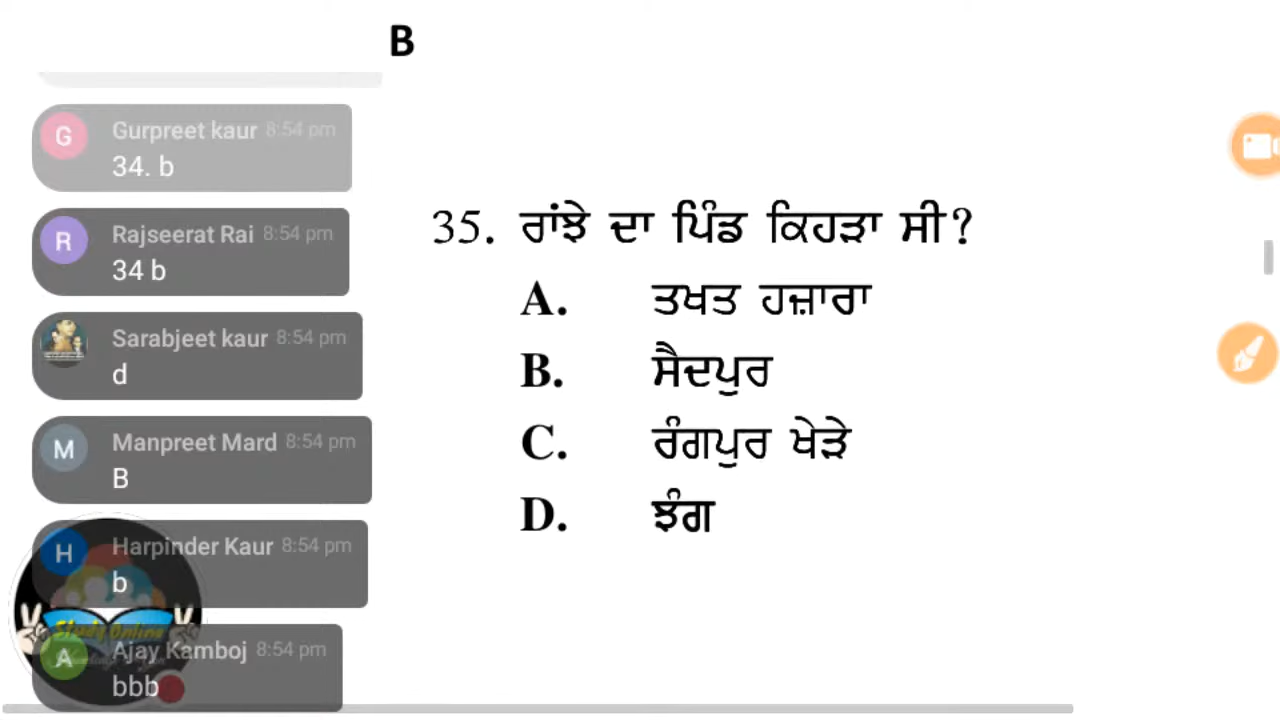 B
Gurpreet kaur 8:54 pm
34. b
Rajseerat Rai 8:54 pm
34 b
Sarabjeet kaur 8:54 pm
d
Manpreet Mard 8:54 pm
B
Harpinder Kaur 8:54 pm
b
Ajay Kamboj 8:54 pm
bbb
G
R
M
H
A
Study Online
35. ਰਾਂਝੇ ਦਾ ਪਿੰਡ ਕਿਹੜਾ ਸੀ?
A. ਤਖਤ ਹਜ਼ਾਰਾ
B. ਸੈਦਪੁਰ
C. ਰੰਗਪੁਰ ਖੇੜੇ
D. ਝੰਗ